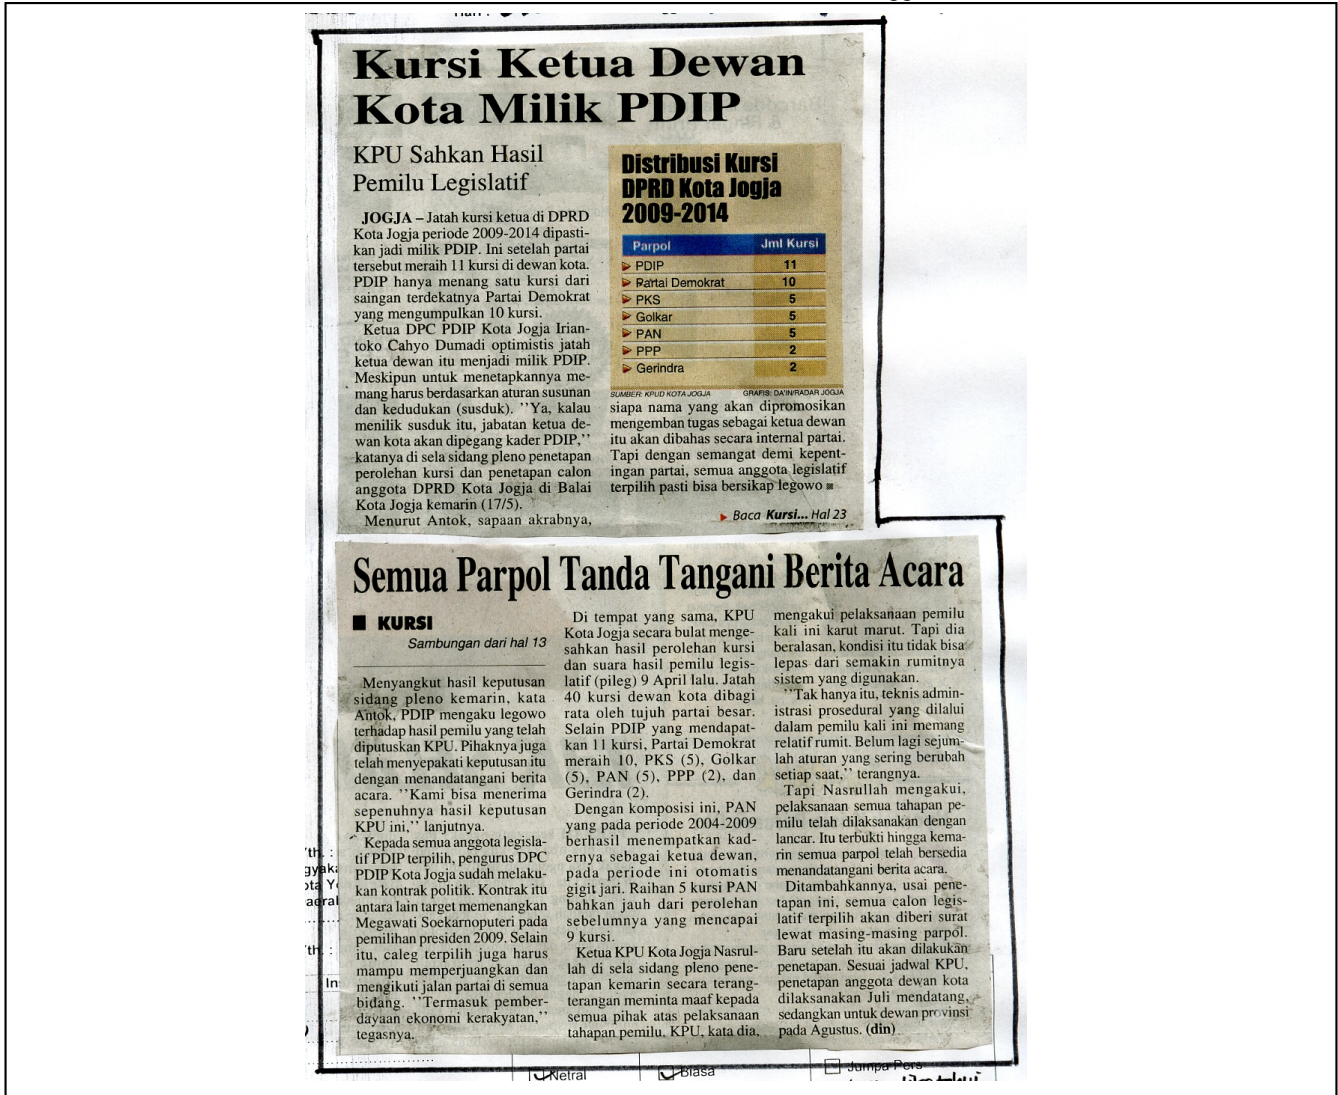 Kursi Ketua Dewan
Kota Milik PDIP
KPU Sahkan Hasil
Pemilu Legislatif
JOGJA – Jatah kursi ketua di DPRD
Kota Jogja periode 2009-2014 dipasti-
kan jadi milik PDIP. Ini setelah partai
tersebut meraih 11 kursi di dewan kota.
PDIP hanya menang satu kursi dari
saingan terdekatnya Partai Demokrat
yang mengumpulkan 10 kursi.
Ketua DPC PDIP Kota Jogja Irian-
toko Cahyo Dumadi optimistis jatah
ketua dewan itu menjadi milik PDIP.
Meskipun untuk menetapkannya me-
mang harus berdasarkan aturan susunan
dan kedudukan (susduk). ''Ya, kalau
menilik susduk itu, jabatan ketua de-
wan kota akan dipegang kader PDIP,''
katanya di sela sidang pleno penetapan
perolehan kursi dan penetapan calon
anggota DPRD Kota Jogja di Balai
Kota Jogja kemarin (17/5).
Menurut Antok, sapaan akrabnya,
Distribusi Kursi
DPRD Kota Jogja
2009-2014
Parpol Jml Kursi
PDIP 11
Partai Demokrat 10
PKS 5
Golkar 5
PAN 5
PPP 2
Gerindra 2
SUMBER: KPUD KOTA JOGJA GRAFIS: DA'IN/RADAR JOGJA
siapa nama yang akan dipromosikan
mengemban tugas sebagai ketua dewan
itu akan dibahas secara internal partai.
Tapi dengan semangat demi kepent-
ingan partai, semua anggota legislatif
terpilih pasti bisa bersikap legowo
Baca Kursi... Hal 23
Semua Parpol Tanda Tangani Berita Acara
KURSI
Sambungan dari hal 13
Menyangkut hasil keputusan
sidang pleno kemarin, kata
Antok, PDIP mengaku legowo
terhadap hasil pemilu yang telah
diputuskan KPU. Pihaknya juga
telah menyepakati keputusan itu
dengan menandatangani berita
acara. ''Kami bisa menerima
sepenuhnya hasil keputusan
KPU ini,'' lanjutnya.
Kepada semua anggota legisla-
tif PDIP terpilih, pengurus DPC
PDIP Kota Jogja sudah melaku-
kan kontrak politik. Kontrak itu
antara lain target memenangkan
Megawati Soekarnoputeri pada
pemilihan presiden 2009. Selain
itu, caleg terpilih juga harus
mampu memperjuangkan dan
mengikuti jalan partai di semua
bidang. ''Termasuk pember-
dayaan ekonomi kerakyatan,''
tegasnya.
Di tempat yang sama, KPU
Kota Jogja secara bulat menge-
sahkan hasil perolehan kursi
dan suara hasil pemilu legis-
latif (pileg) 9 April lalu. Jatah
40 kursi dewan kota dibagi
rata oleh tujuh partai besar.
Selain PDIP yang mendapat-
kan 11 kursi, Partai Demokrat
meraih 10, PKS (5), Golkar
(5), PAN (5), PPP (2), dan
Gerindra (2).
Dengan komposisi ini, PAN
yang pada periode 2004-2009
berhasil menempatkan kad-
ernya sebagai ketua dewan,
pada periode ini otomatis
gigit jari. Raihan 5 kursi PAN
bahkan jauh dari perolehan
sebelumnya yang mencapai
9 kursi.
Ketua KPU Kota Jogja Nasrul-
lah di sela sidang pleno pene-
tapan kemarin secara terang-
terangan meminta maaf kepada
semua pihak atas pelaksanaan
tahapan pemilu. KPU, kata dia,
mengakui pelaksanaan pemilu
kali ini karut marut. Tapi dia
beralasan, kondisi itu tidak bisa
lepas dari semakin rumitnya
sistem yang digunakan.
''Tak hanya itu, teknis admin-
istrasi prosedural yang dilalui
dalam pemilu kali ini memang
relatif rumit. Belum lagi sejum-
lah aturan yang sering berubah
setiap saat,'' terangnya.
Tapi Nasrullah mengakui,
pelaksanaan semua tahapan pe-
milu telah dilaksanakan dengan
lancar. Itu terbukti hingga kema-
rin semua parpol telah bersedia
menandatangani berita acara.
Ditambahkannya, usai pene-
tapan ini, semua calon legis-
latif terpilih akan diberi surat
lewat masing-masing parpol.
Baru setelah itu akan dilakukan
penetapan. Sesuai jadwal KPU,
penetapan anggota dewan kota
dilaksanakan Juli mendatang,
sedangkan untuk dewan provinsi
pada Agustus. (din)
Netral Biasa Jumpa Pers